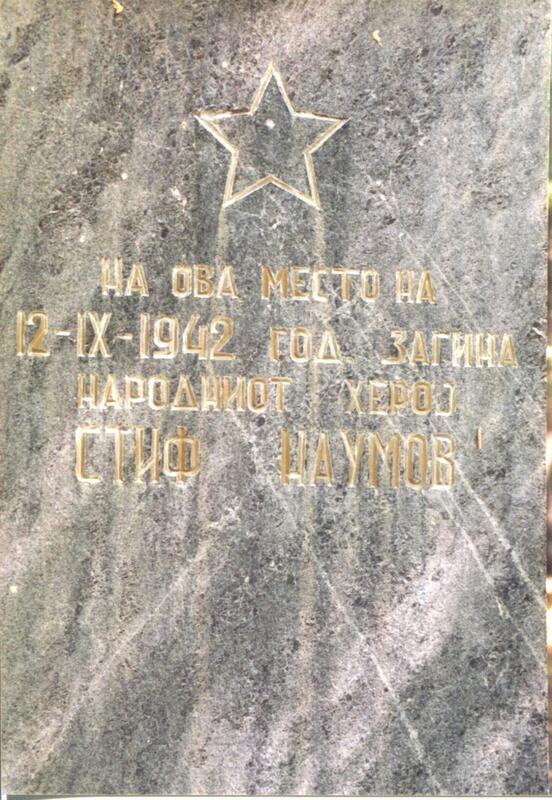 НА ОВА МЕСТО НА
12-IX-1942 ГОД. ЗАГИНА
НАРОДНИОТ ХЕРОЈ
СТИФ НАУМОВ